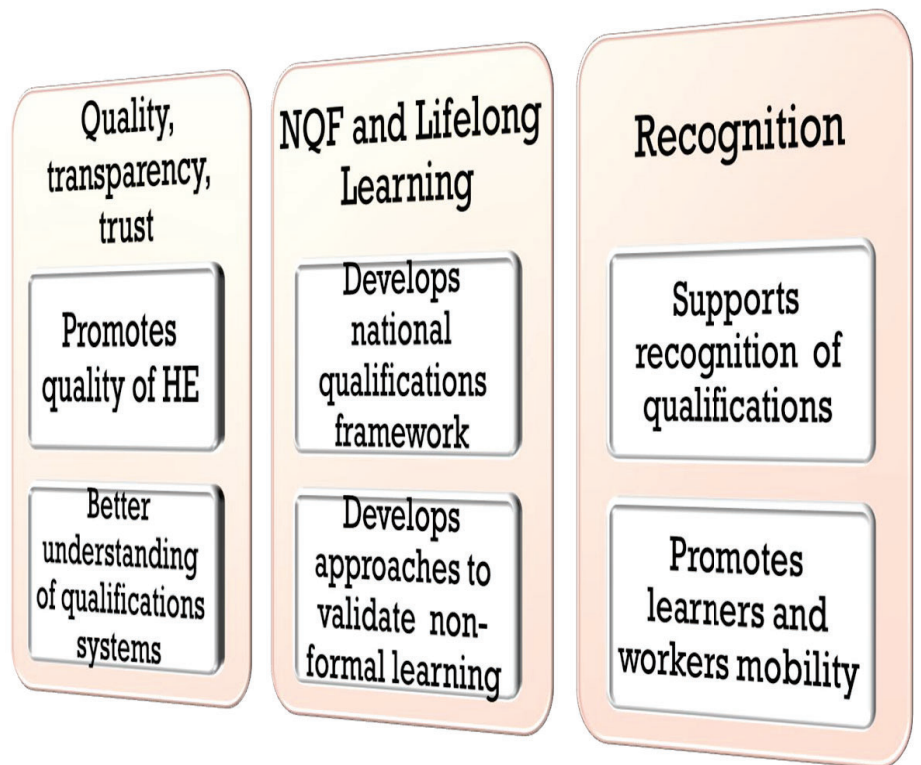 Quality,
transparency,
trust
Promotes
quality of HE
Better
understanding
of qualifications
systems
NQF and Lifelong
Learning
Develops
national
qualifications
framework
Develops
approaches to
validate non-
formal learning
Recognition
Supports
recognition of
qualifications
Promotes
learners and
workers mobility